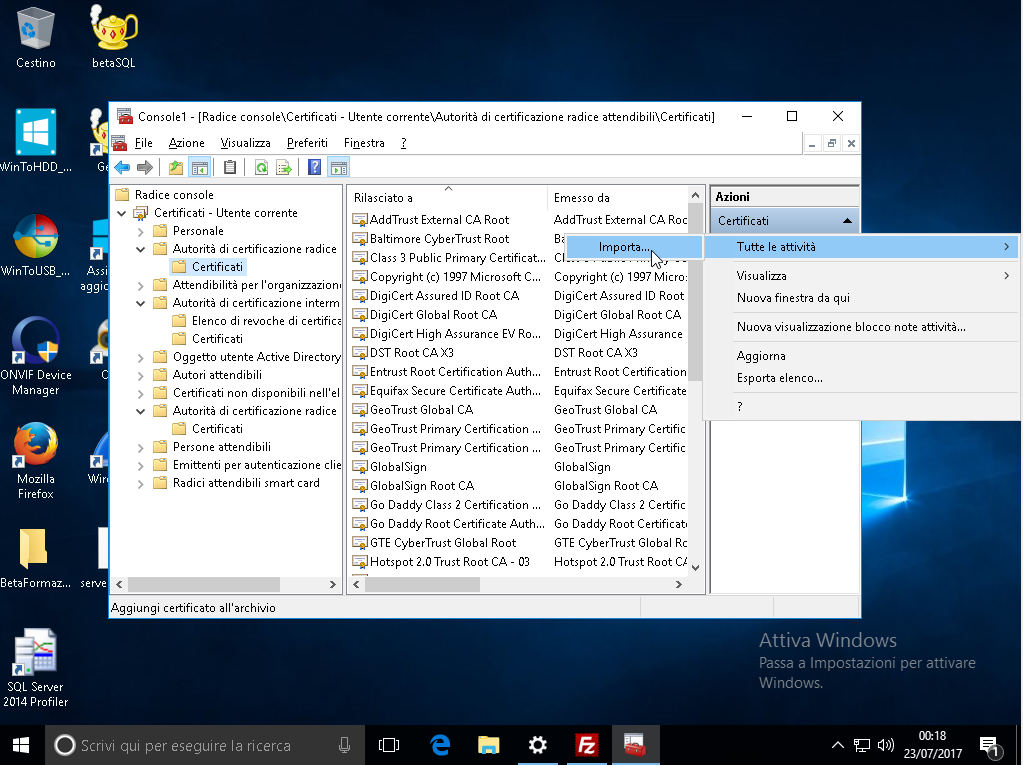 Cestino
betaSQL
WinToHDD_...
WinToUSB_...
ONVIF Device
Manager
Mozilla
Firefox
BetaFormaz...
SQL Server
2014 Profiler
Console1 - [Radice console\Certificati - Utente corrente\Autorità di certificazione radice attendibili\Certificati]
File Azione Visualizza Preferiti Finestra ?
Radice console
Certificati - Utente corrente
Personale
Autorità di certificazione radice
Certificati
Attendibilità per l'organizzazione
Autorità di certificazione interm
Elenco di revoche di certifica
Certificati
Oggetto utente Active Directory
Autori attendibili
Certificati non disponibili nell'el
Autorità di certificazione radice
Certificati
Persone attendibili
Emittenti per autenticazione clie
Radici attendibili smart card
Rilasciato a Emesso da
AddTrust External CA Root AddTrust External CA Roo
Baltimore CyberTrust Root
Class 3 Public Primary Certificat...
Copyright (c) 1997 Microsoft C... Copyright (c) 1997 Micros
DigiCert Assured ID Root CA DigiCert Assured ID Root
DigiCert Global Root CA DigiCert Global Root CA
DigiCert High Assurance EV Ro... DigiCert High Assurance
DST Root CA X3 DST Root CA X3
Entrust Root Certification Auth... Entrust Root Certification
Equifax Secure Certificate Auth... Equifax Secure Certificate
GeoTrust Global CA GeoTrust Global CA
GeoTrust Primary Certification ... GeoTrust Primary Certific
GeoTrust Primary Certification ... GeoTrust Primary Certific
GlobalSign GlobalSign
GlobalSign Root CA GlobalSign Root CA
Go Daddy Class 2 Certification ... Go Daddy Class 2 Certific
Go Daddy Root Certificate Auth... Go Daddy Root Certificat
GTE CyberTrust Global Root GTE CyberTrust Global Rc
Hotspot 2.0 Trust Root CA - 03 Hotspot 2.0 Trust Root CA
Azioni
Certificati
Importa...
Tutte le attività
Visualizza
Nuova finestra da qui
Nuova visualizzazione blocco note attività...
Aggiorna
Esporta elenco...
?
Aggiungi certificato all'archivio
Attiva Windows
Passa a Impostazioni per attivare
Windows.
Scrivi qui per eseguire la ricerca
00:18
23/07/2017
1